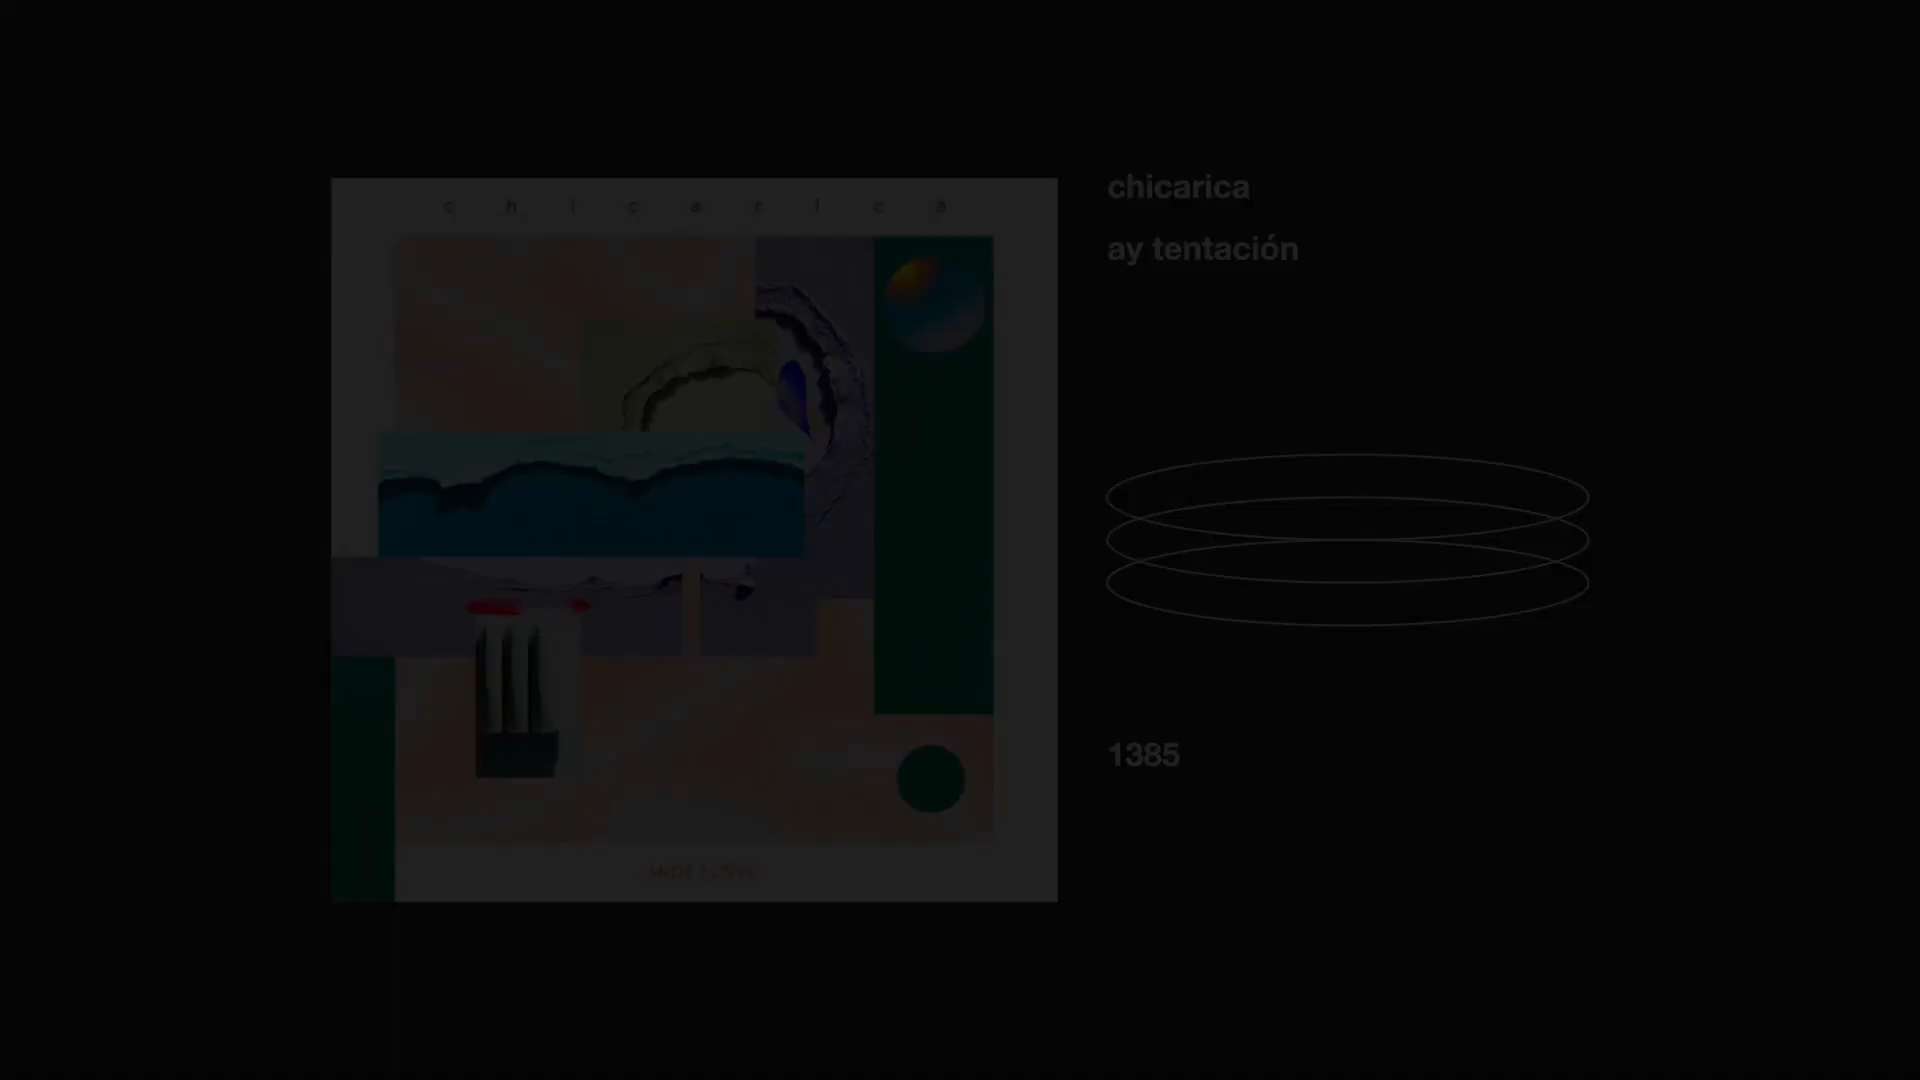 c h i c a r i c a
chicarica
ay tentación
1385